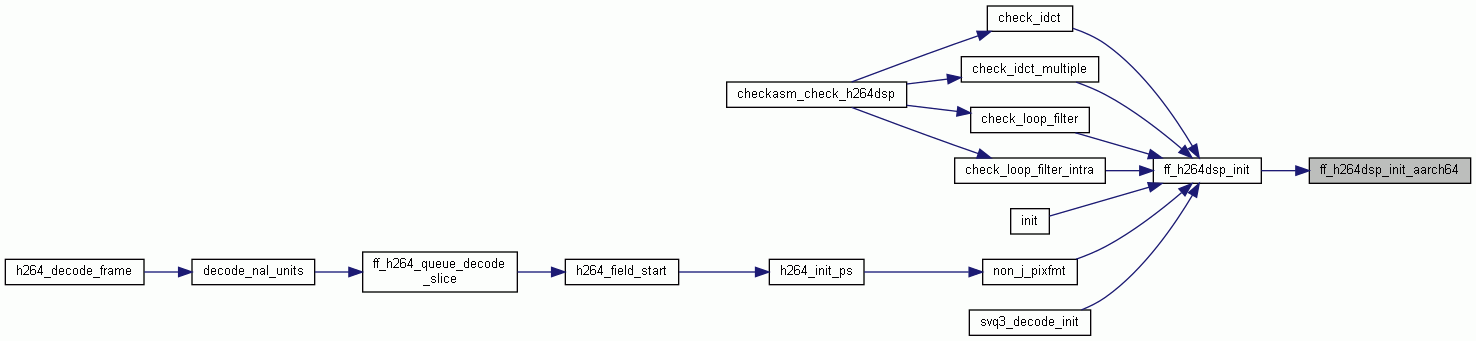 check_idct
check_idct_multiple
checkasm_check_h264dsp
check_loop_filter
check_loop_filter_intra
ff_h264dsp_init
ff_h264dsp_init_aarch64
init
h264_decode_frame
decode_nal_units
ff_h264_queue_decode
_slice
h264_field_start
h264_init_ps
non_j_pixfmt
svq3_decode_init